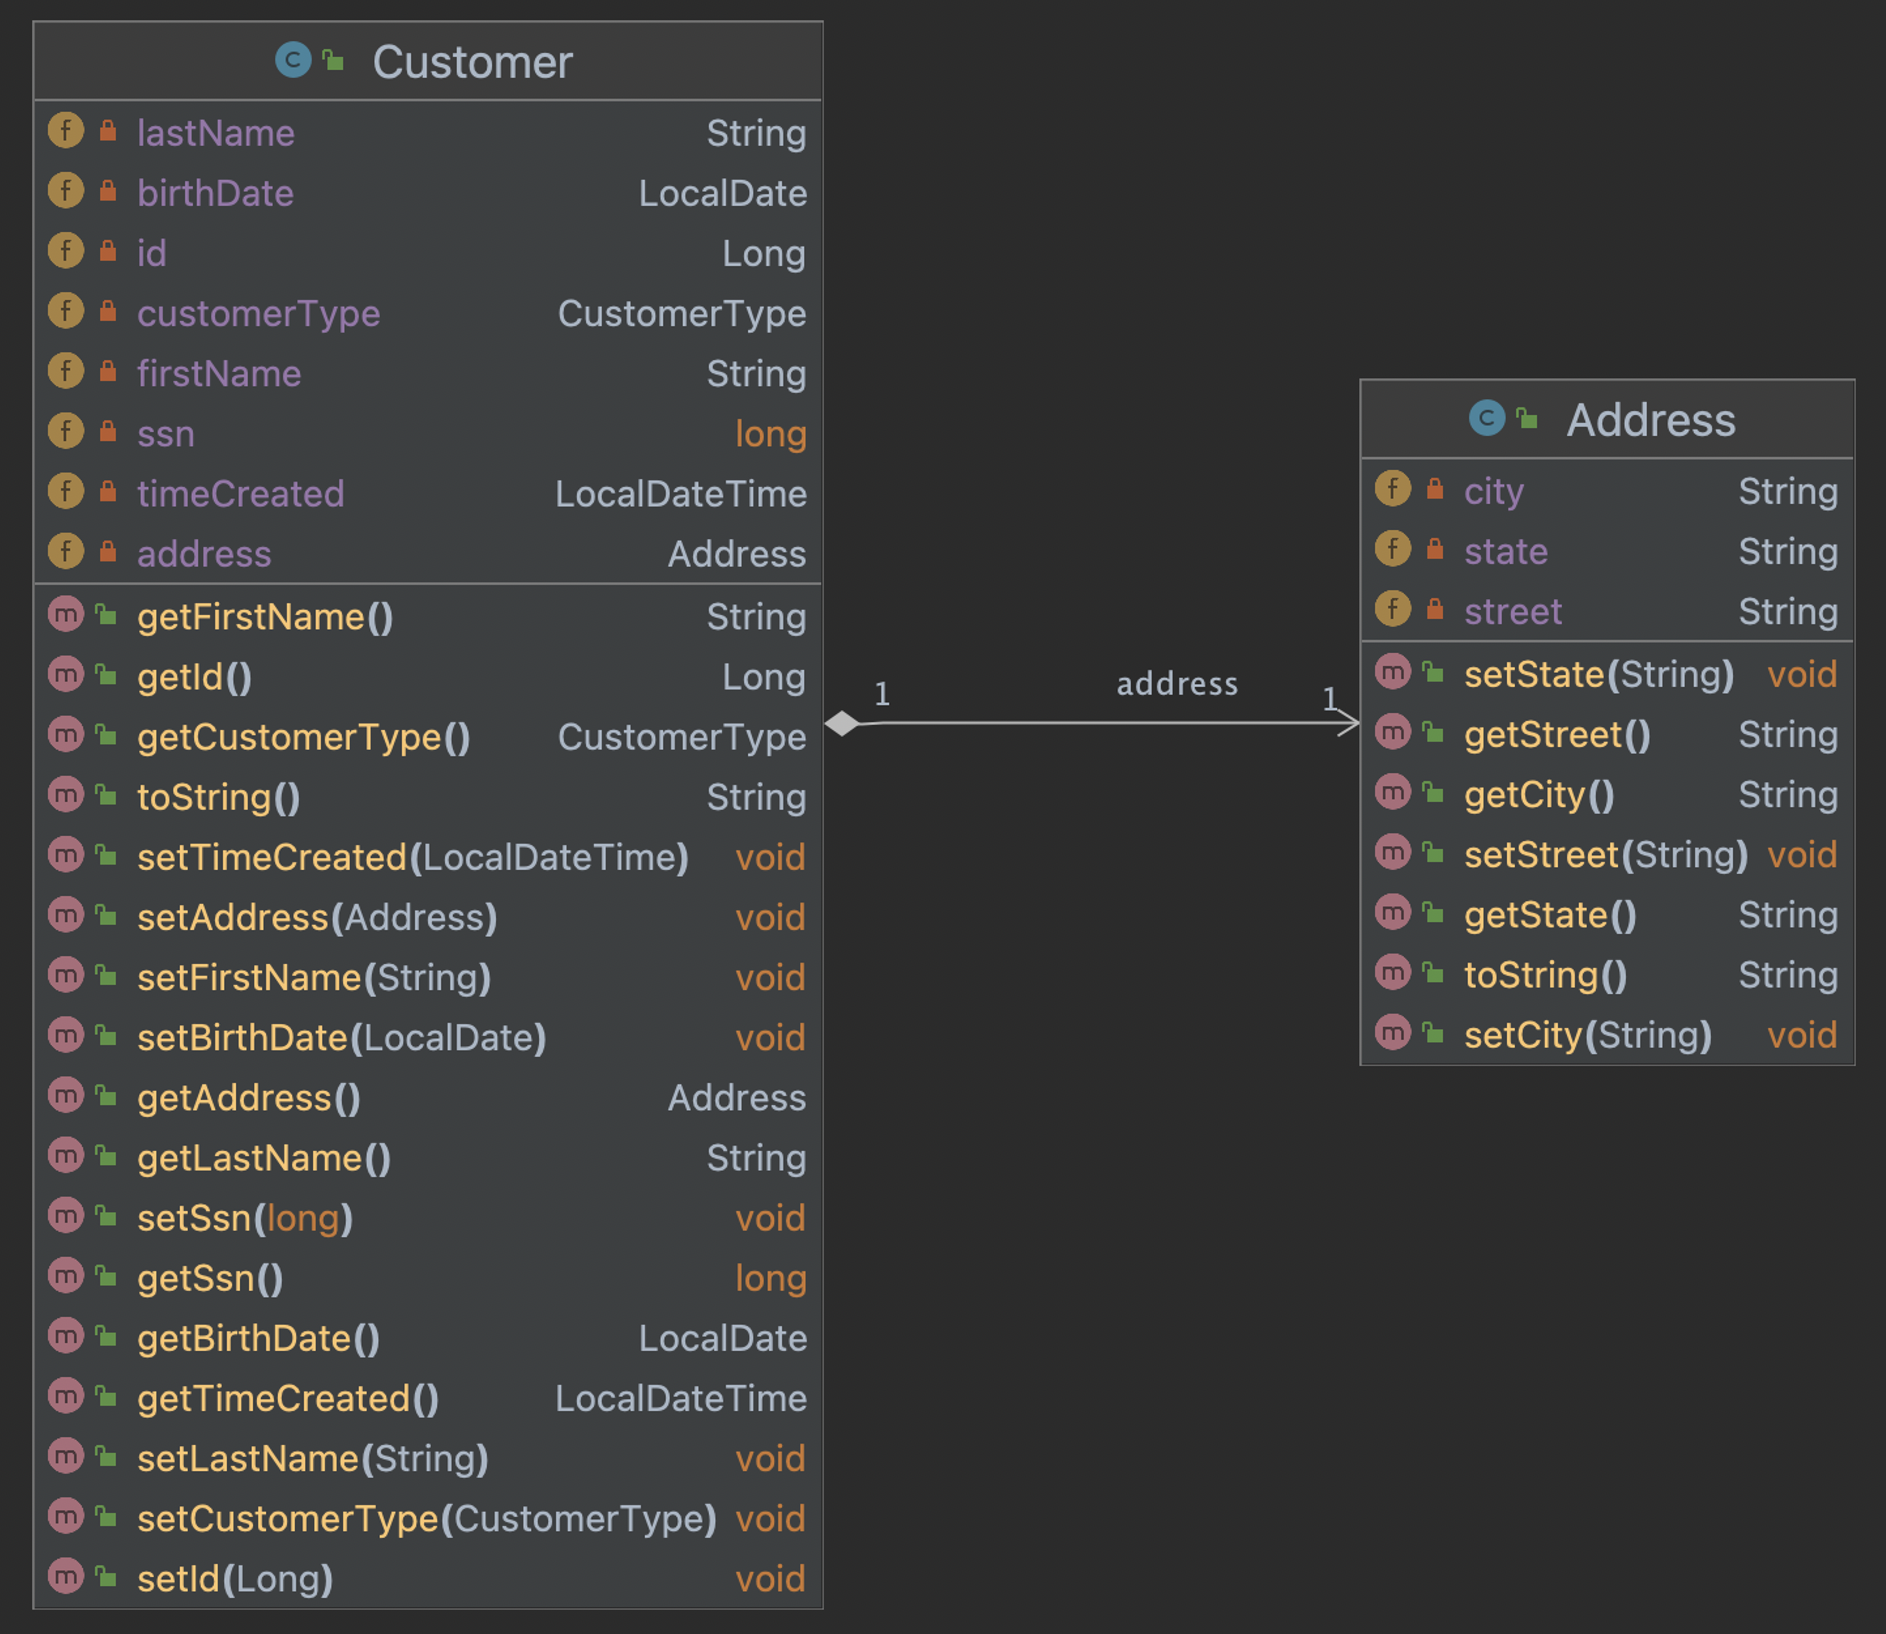 C Customer
f lastName String
f birthDate LocalDate
f id Long
f customerType CustomerType
f firstName String
f ssn long
f timeCreated LocalDateTime
f address Address
m getFirstName() String
m getId() Long
m getCustomerType() CustomerType
m toString() String
m setTimeCreated(LocalDateTime) void
m setAddress(Address) void
m setFirstName(String) void
m setBirthDate(LocalDate) void
m getAddress() Address
m getLastName() String
m setSsn(long) void
m getSsn() long
m getBirthDate() LocalDate
m getTimeCreated() LocalDateTime
m setLastName(String) void
m setCustomerType(CustomerType) void
m setId(Long) void
1 address 1
C Address
f city String
f state String
f street String
m setState(String) void
m getStreet() String
m getCity() String
m setStreet(String) void
m getState() String
m toString() String
m setCity(String) void